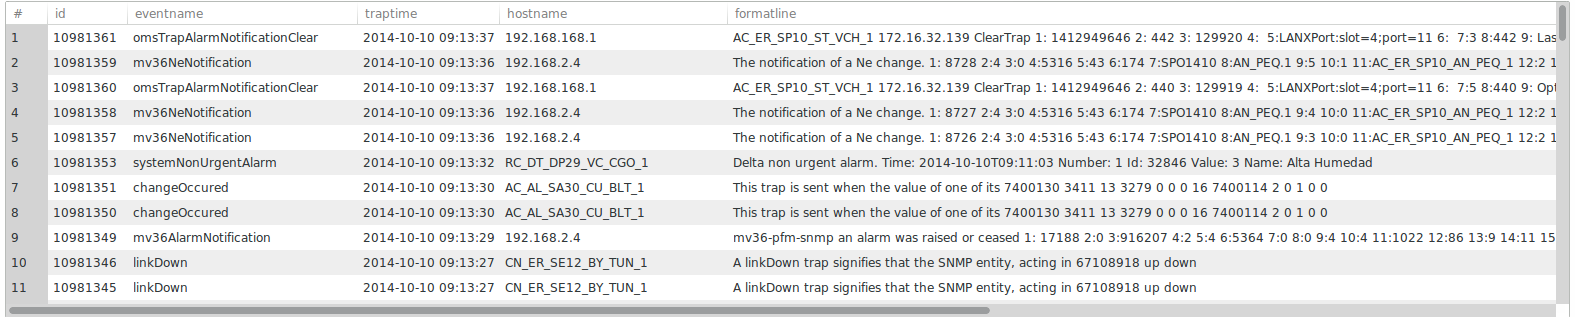 # id eventname traptime hostname formatline
1 10981361 omsTrapAlarmNotificationClear 2014-10-10 09:13:37 192.168.168.1 AC_ER_SP10_ST_VCH_1 172.16.32.139 ClearTrap 1: 1412949646 2: 442 3: 129920 4:  5:LANXPort:slot=4;port=11 6:  7:3 8:442 9: Las
2 10981359 mv36NeNotification 2014-10-10 09:13:36 192.168.2.4 The notification of a Ne change. 1: 8728 2:4 3:0 4:5316 5:43 6:174 7:SPO1410 8:AN_PEQ.1 9:5 10:1 11:AC_ER_SP10_AN_PEQ_1 12:2 1
3 10981360 omsTrapAlarmNotificationClear 2014-10-10 09:13:37 192.168.168.1 AC_ER_SP10_ST_VCH_1 172.16.32.139 ClearTrap 1: 1412949646 2: 440 3: 129919 4:  5:LANXPort:slot=4;port=11 6:  7:5 8:440 9: Opt
4 10981358 mv36NeNotification 2014-10-10 09:13:36 192.168.2.4 The notification of a Ne change. 1: 8727 2:4 3:0 4:5316 5:43 6:174 7:SPO1410 8:AN_PEQ.1 9:4 10:0 11:AC_ER_SP10_AN_PEQ_1 12:2 1
5 10981357 mv36NeNotification 2014-10-10 09:13:36 192.168.2.4 The notification of a Ne change. 1: 8726 2:4 3:0 4:5316 5:43 6:174 7:SPO1410 8:AN_PEQ.1 9:3 10:0 11:AC_ER_SP10_AN_PEQ_1 12:2 1
6 10981353 systemNonUrgentAlarm 2014-10-10 09:13:32 RC_DT_DP29_VC_CGO_1 Delta non urgent alarm. Time: 2014-10-10T09:11:03 Number: 1 Id: 32846 Value: 3 Name: Alta Humedad
7 10981351 changeOccured 2014-10-10 09:13:30 AC_AL_SA30_CU_BLT_1 This trap is sent when the value of one of its 7400130 3411 13 3279 0 0 0 16 7400114 2 0 1 0 0
8 10981350 changeOccured 2014-10-10 09:13:30 AC_AL_SA30_CU_BLT_1 This trap is sent when the value of one of its 7400130 3411 13 3279 0 0 0 16 7400114 2 0 1 0 0
9 10981349 mv36AlarmNotification 2014-10-10 09:13:29 192.168.2.4 mv36-pfm-snmp an alarm was raised or ceased 1: 17188 2:0 3:916207 4:2 5:4 6:5364 7:0 8:0 9:4 10:4 11:1022 12:86 13:9 14:11 15
10 10981346 linkDown 2014-10-10 09:13:27 CN_ER_SE12_BY_TUN_1 A linkDown trap signifies that the SNMP entity, acting in 67108918 up down
11 10981345 linkDown 2014-10-10 09:13:27 CN_ER_SE12_BY_TUN_1 A linkDown trap signifies that the SNMP entity, acting in 67108918 up down